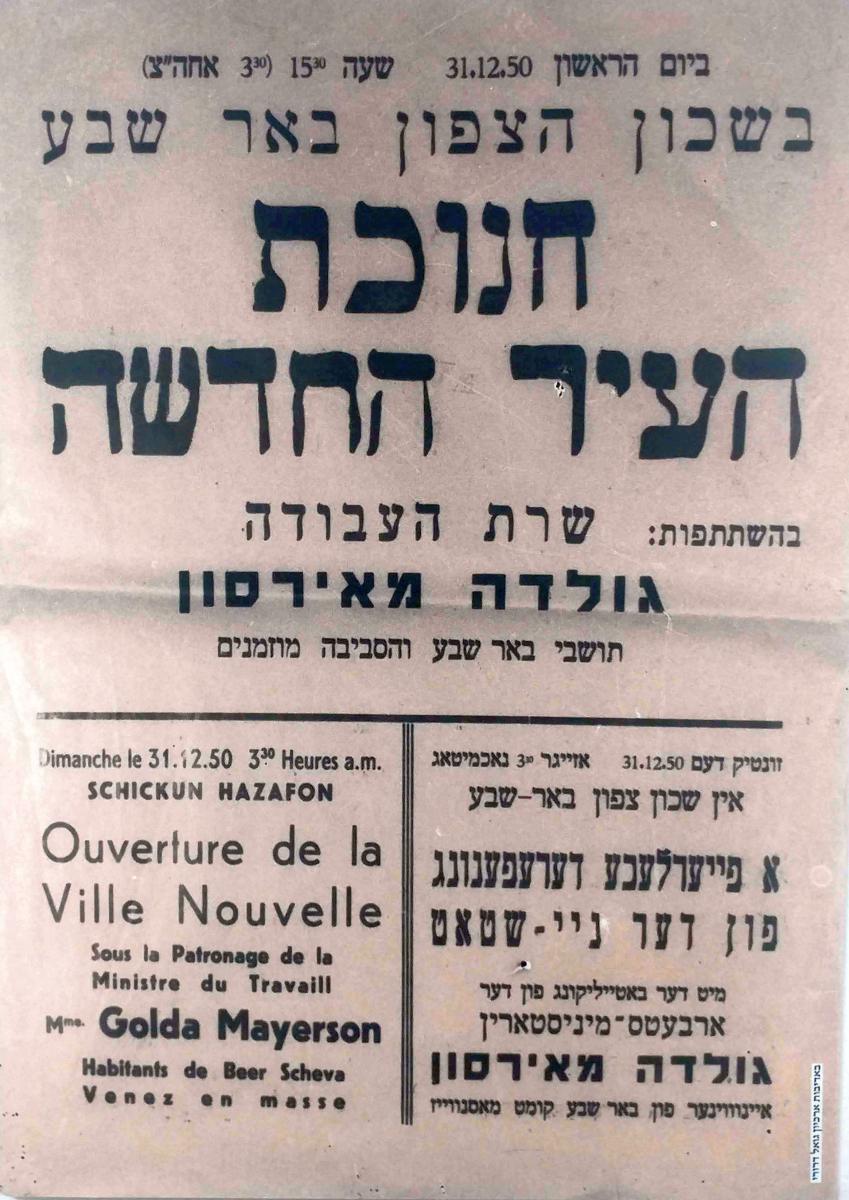 ביום הראשון 31.12.50 שעה 15³⁰ (3³⁰ אחה"צ)
בשכון הצפון באר שבע
חנוכת
העיר החדשה
בהשתתפות: שרת העבודה
גולדה מאירסון
תושבי באר שבע והסביבה מוזמנים
זונטיק דעם 31.12.50 אזייגר 3³⁰ נאכמיטאג
אין שכון צפון באר-שבע
א פייערלעכע דערעפענונג
פון דער ניי-שטאט
מיט דער באטייליקונג פון דער
ארבעטס-מיניסטארין
גולדה מאירסון
איינוווינער פון באר שבע קומט מאסנווייז
Dimanche le 31.12.50 3³⁰ Heures a.m.
SCHICKUN HAZAFON
Ouverture de la
Ville Nouvelle
Sous la Patronage de la
Ministre du Travaill
Mme. Golda Mayerson
Habitants de Beer Scheva
Venez en masse
באדיבות ארכיון